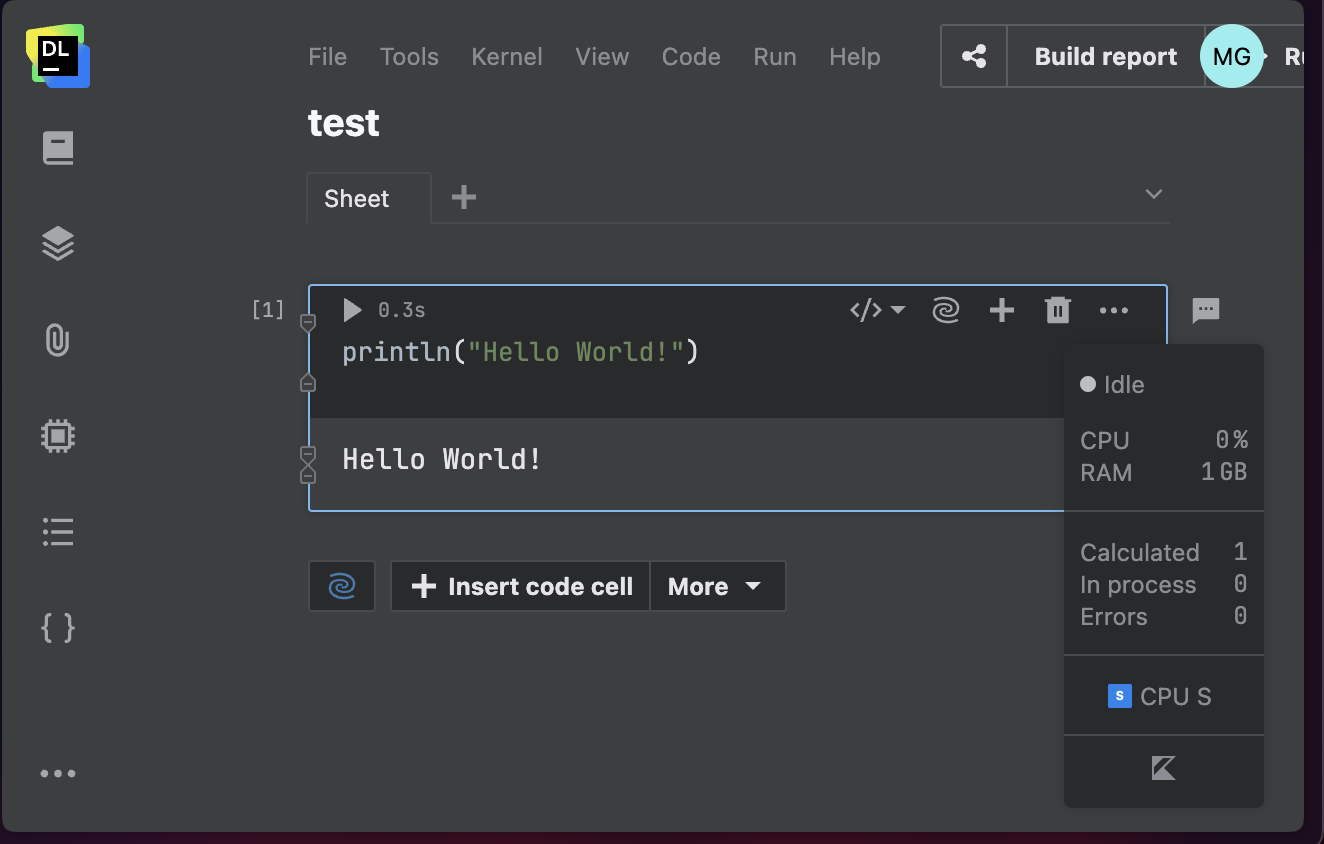 DL
File Tools Kernel View Code Run Help
Build report
MG
test
Sheet
[1]
0.3s
</>
println("Hello World!")
Hello World!
Insert code cell
More
Idle
CPU 0%
RAM 1GB
Calculated 1
In process 0
Errors 0
S CPU S
{ }